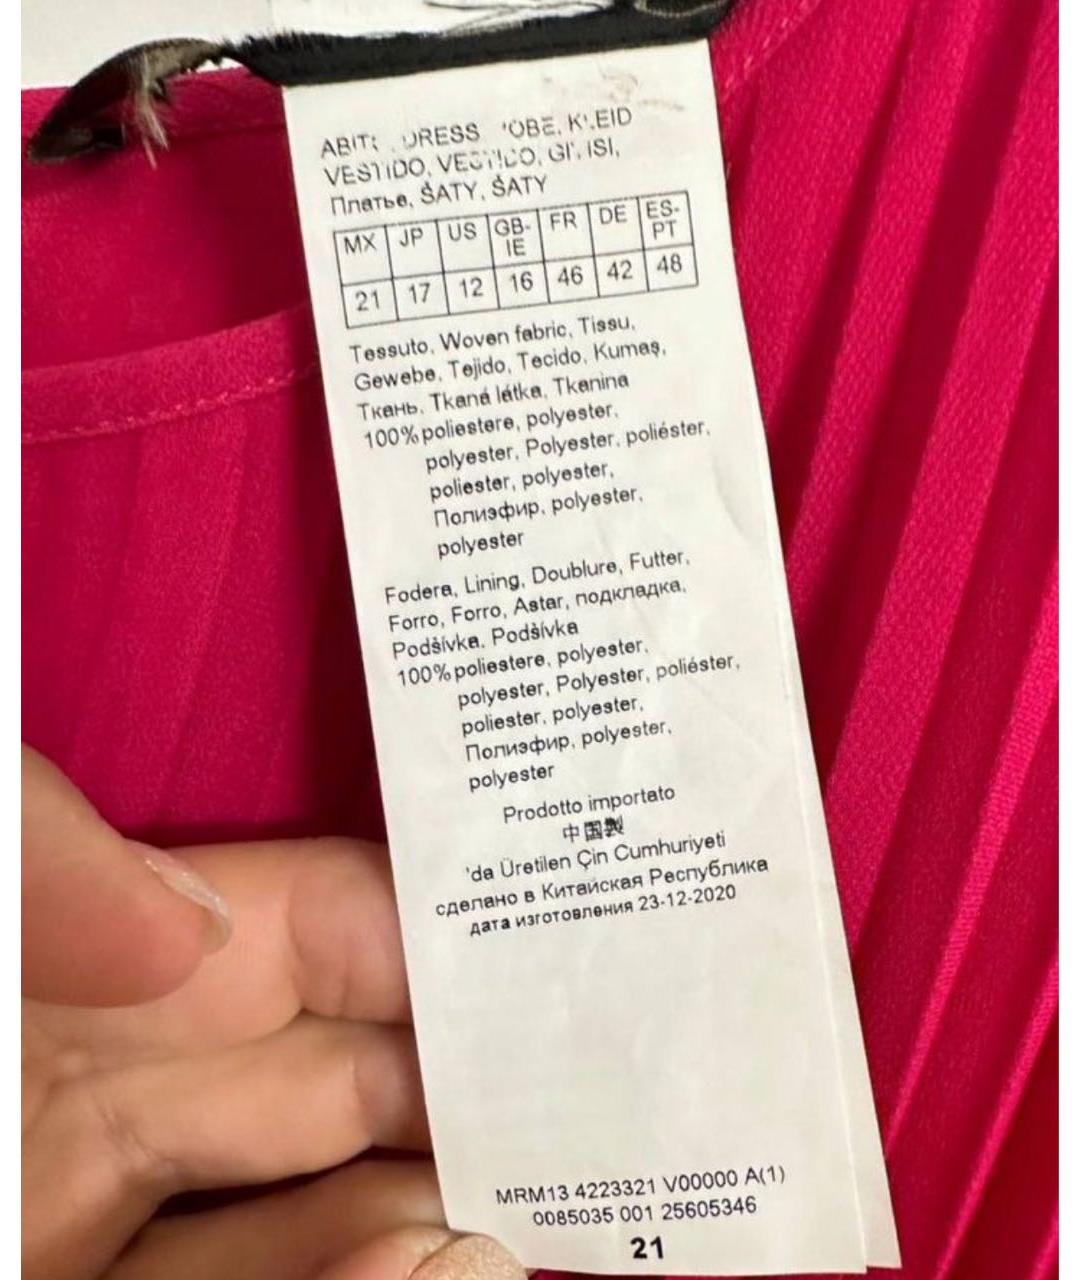 DRESS KLEID
VESTIDO, VESTIDO, GIYSI,
Платье, ŠATY, ŠATY
MX JP US GB-IE FR DE ES-PT
21 17 12 16 46 42 48
Tessuto, Woven fabric, Tissu,
Gewebe, Tejido, Tecido, Kumaş,
Ткань, Tkaná látka, Tkanina
100% poliestere, polyester,
polyester, Polyester, poliéster,
poliester, polyester,
Полиэфир, polyester,
polyester
Fodera, Lining, Doublure, Futter,
Forro, Forro, Astar, подкладка,
Podšívka, Podšívka
100% poliestere, polyester,
polyester, Polyester, poliéster,
poliester, polyester,
Полиэфир, polyester,
polyester
Prodotto importato
中国製
'da Üretilen Çin Cumhuriyeti
сделано в Китайская Республика
дата изготовления 23-12-2020
MRM13 4223321 V00000 A(1)
0085035 001 25605346
21